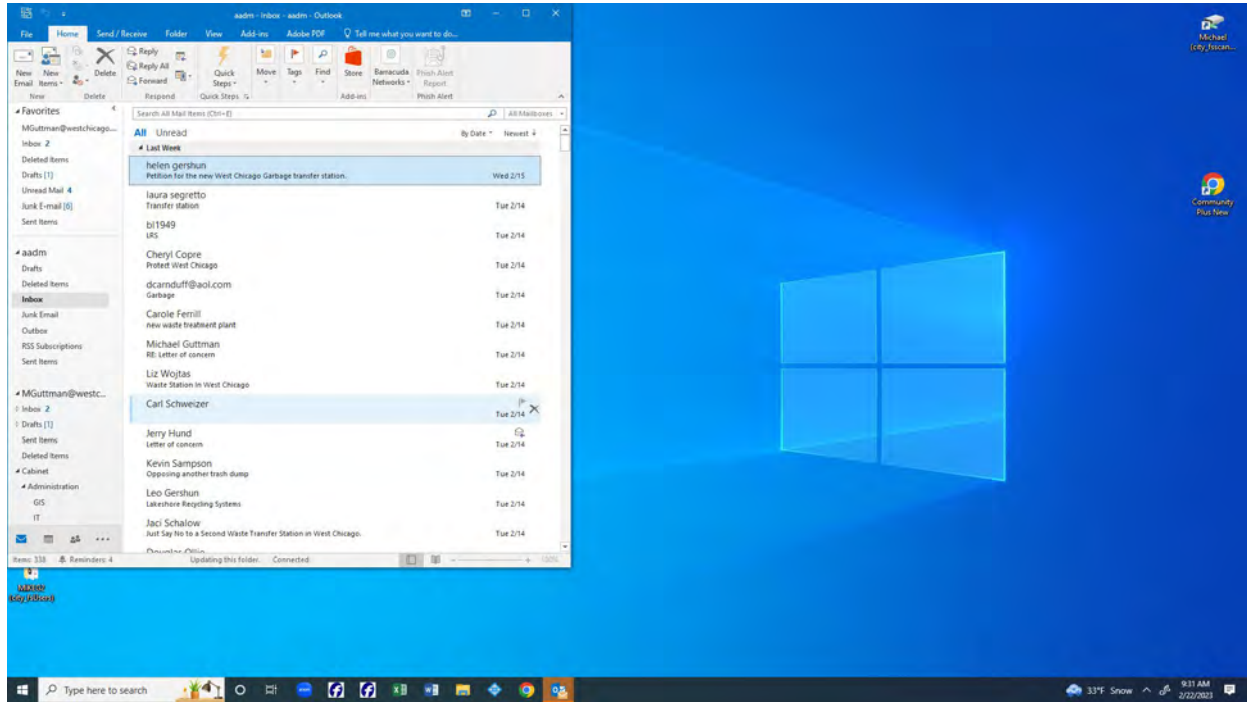 aadm - Inbox - aadm - Outlook
File Home Send / Receive Folder View Add-ins Adobe PDF Tell me what you want to do...
New Email
New Items
Delete
Reply
Reply All
Forward
Quick Steps
Move
Tags
Find
Store
Barracuda Networks
Phish Alert Report
New Delete Respond Quick Steps Add-ins Phish Alert
Favorites
MGuttman@westchicago....
Inbox 2
Deleted Items
Drafts [1]
Unread Mail 4
Junk E-mail [6]
Sent Items
aadm
Drafts
Deleted Items
Inbox
Junk Email
Outbox
RSS Subscriptions
Sent Items
MGuttman@westc...
Inbox 2
Drafts [1]
Sent Items
Deleted Items
Cabinet
Administration
GIS
IT
Search All Mail Items (Ctrl+E) All Mailboxes
All Unread By Date Newest
Last Week
helen gershun
Petition for the new West Chicago Garbage transfer station. Wed 2/15
laura segretto
Transfer station Tue 2/14
bl1949
LRS Tue 2/14
Cheryl Copre
Protect West Chicago Tue 2/14
dcarnduff@aol.com
Garbage Tue 2/14
Carole Ferrill
new waste treatment plant Tue 2/14
Michael Guttman
RE: Letter of concern Tue 2/14
Liz Wojtas
Waste Station in West Chicago Tue 2/14
Carl Schweizer
Tue 2/14
Jerry Hund
Letter of concern Tue 2/14
Kevin Sampson
Opposing another trash dump Tue 2/14
Leo Gershun
Lakeshore Recycling Systems Tue 2/14
Jaci Schalow
Just Say No to a Second Waste Transfer Station in West Chicago. Tue 2/14
Items: 338 Reminders: 4 Updating this folder. Connected 100%
Michael
(city_fsscan...
Community
Plus New
Type here to search
33°F Snow
9:31 AM
2/22/2023